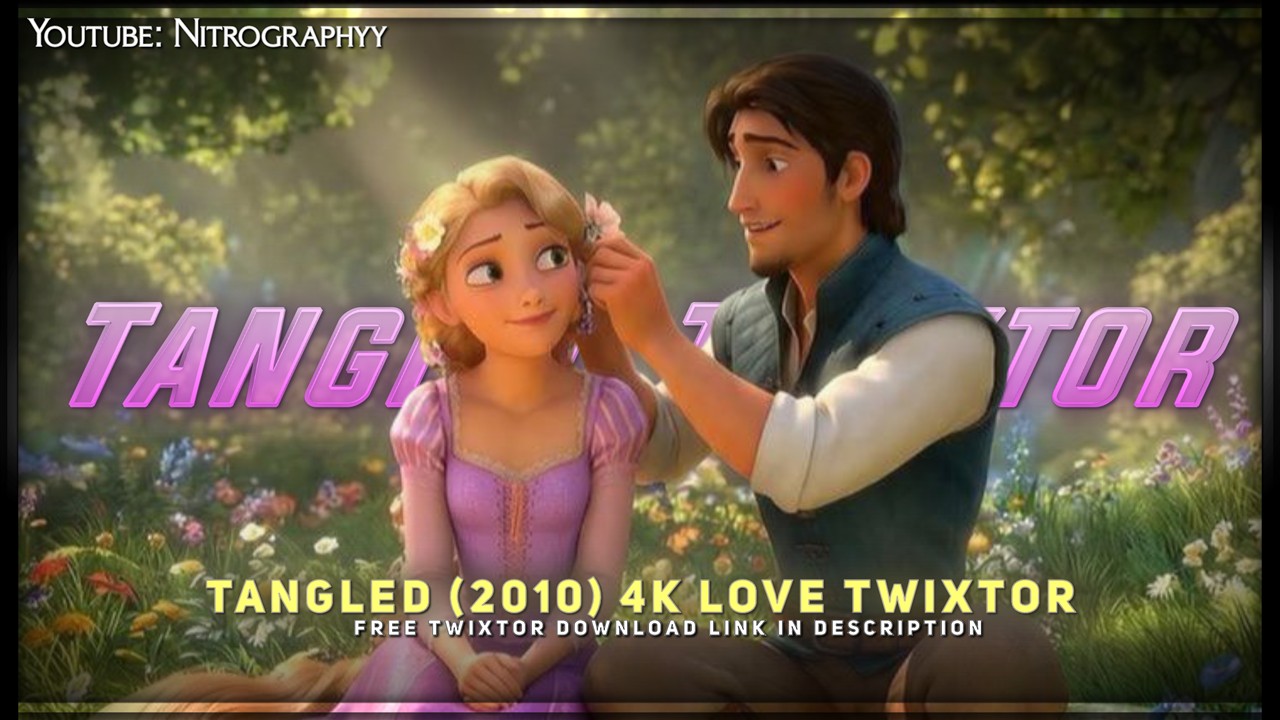 YOUTUBE: NITROGRAPHYY
TANGLED (2010) 4K LOVE TWIXTOR
FREE TWIXTOR DOWNLOAD LINK IN DESCRIPTION